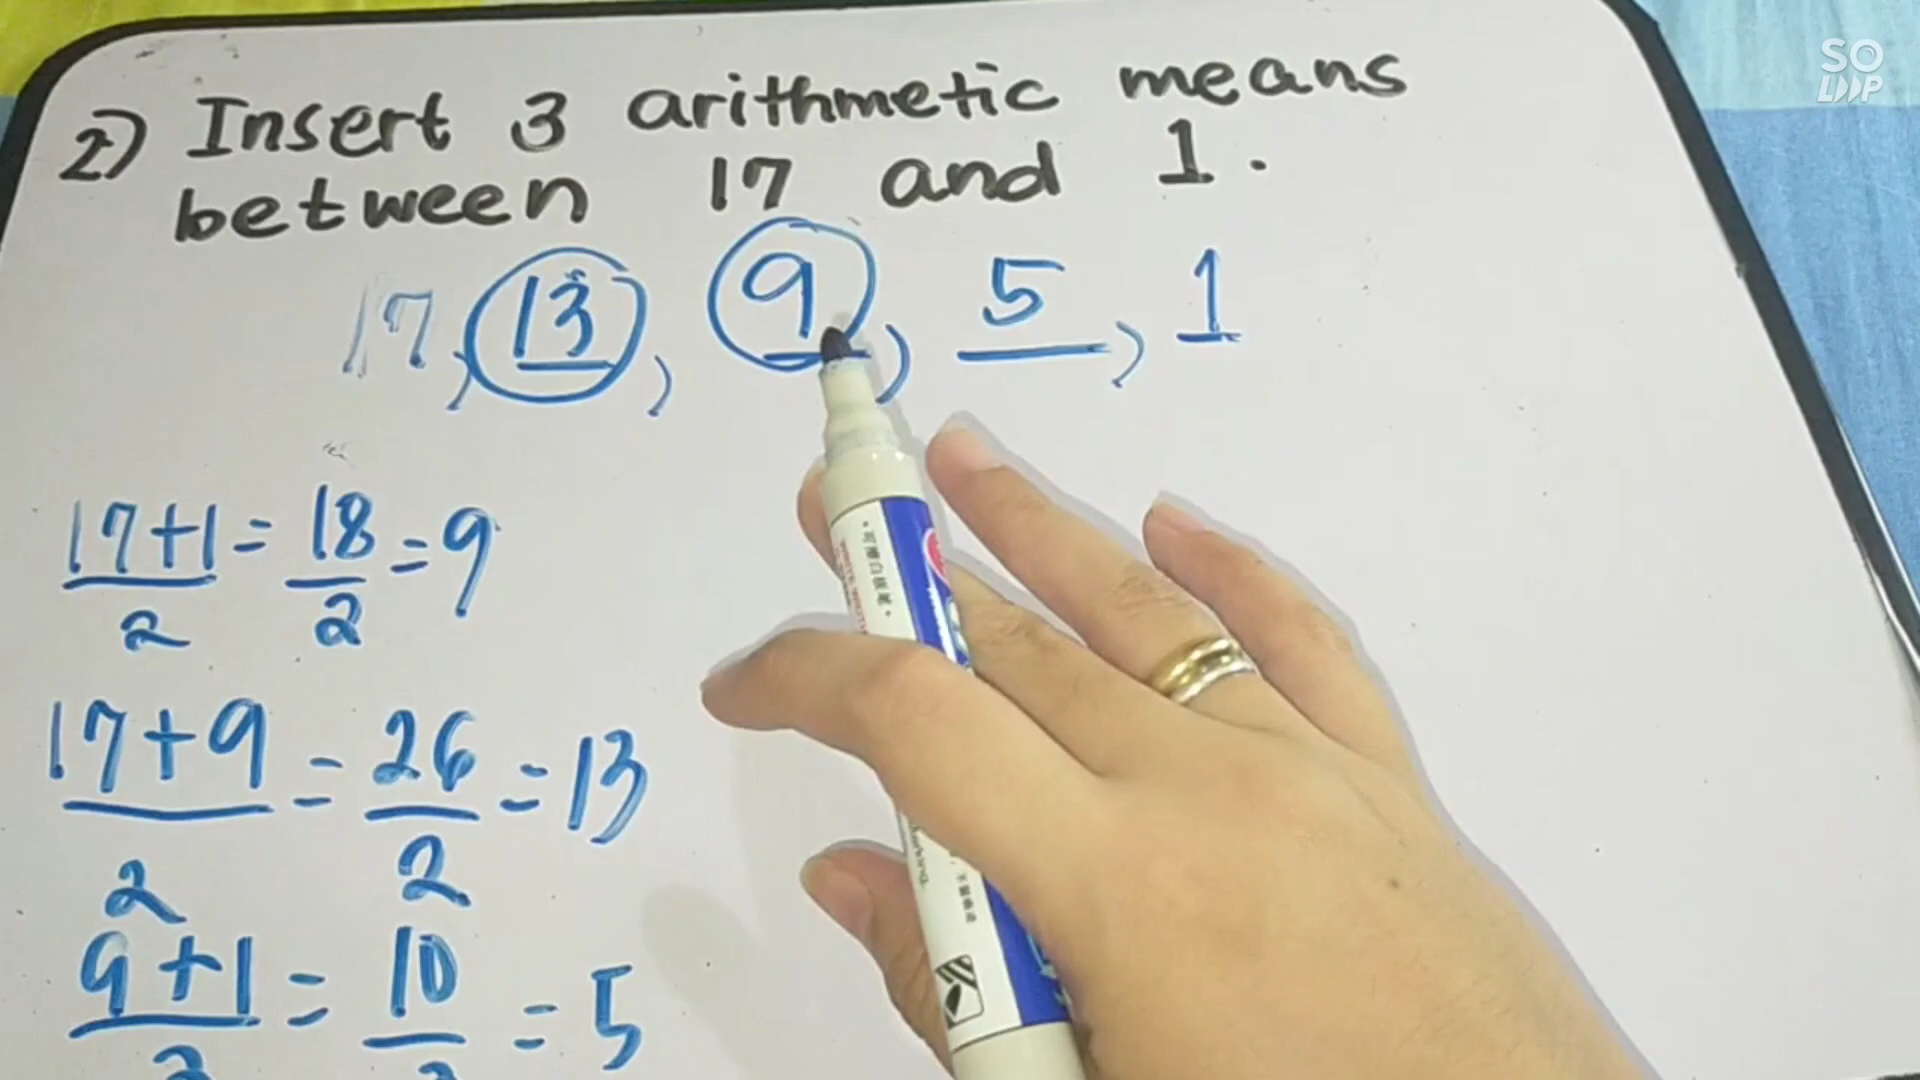 2) Insert 3 arithmetic means
between 17 and 1.
17, 13, 9, 5, 1
17+1 = 18 = 9
2 2
17+9 = 26 = 13
2 2
9+1 = 10 = 5
SO
LOOP